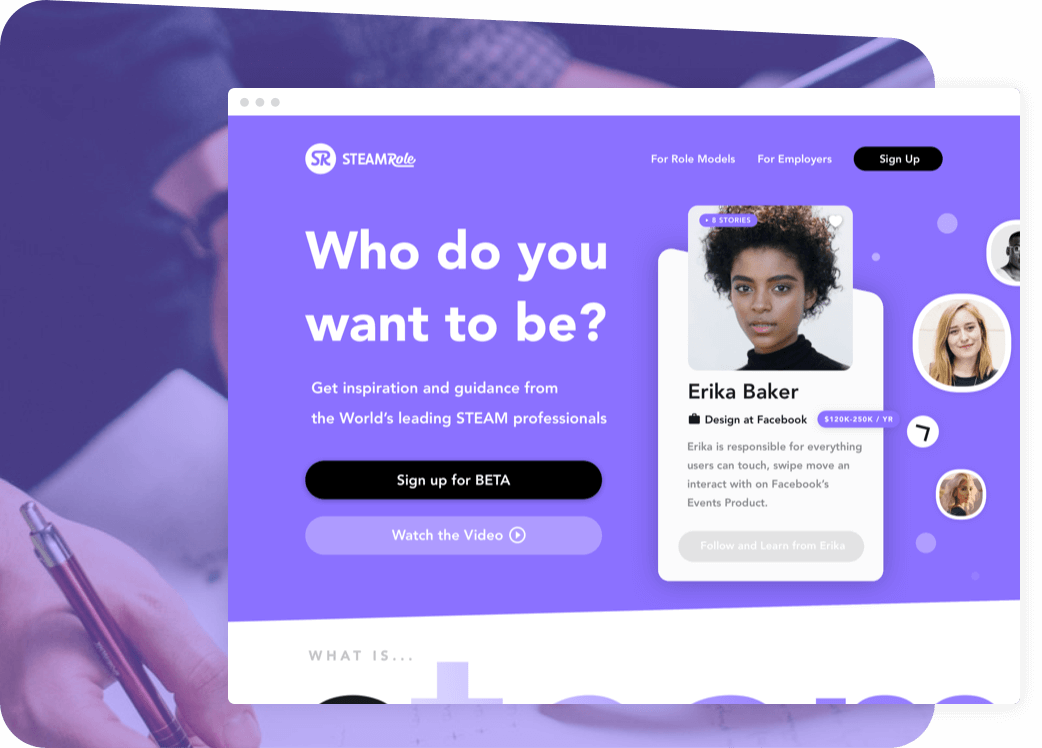 SR STEAMRole
For Role Models
For Employers
Sign Up
Who do you
want to be?
Get inspiration and guidance from
the World's leading STEAM professionals
Sign up for BETA
Watch the Video
• 8 STORIES
Erika Baker
Design at Facebook
$120K-250K / YR
Erika is responsible for everything
users can touch, swipe move an
interact with on Facebook's
Events Product.
Follow and Learn from Erika
WHAT IS...